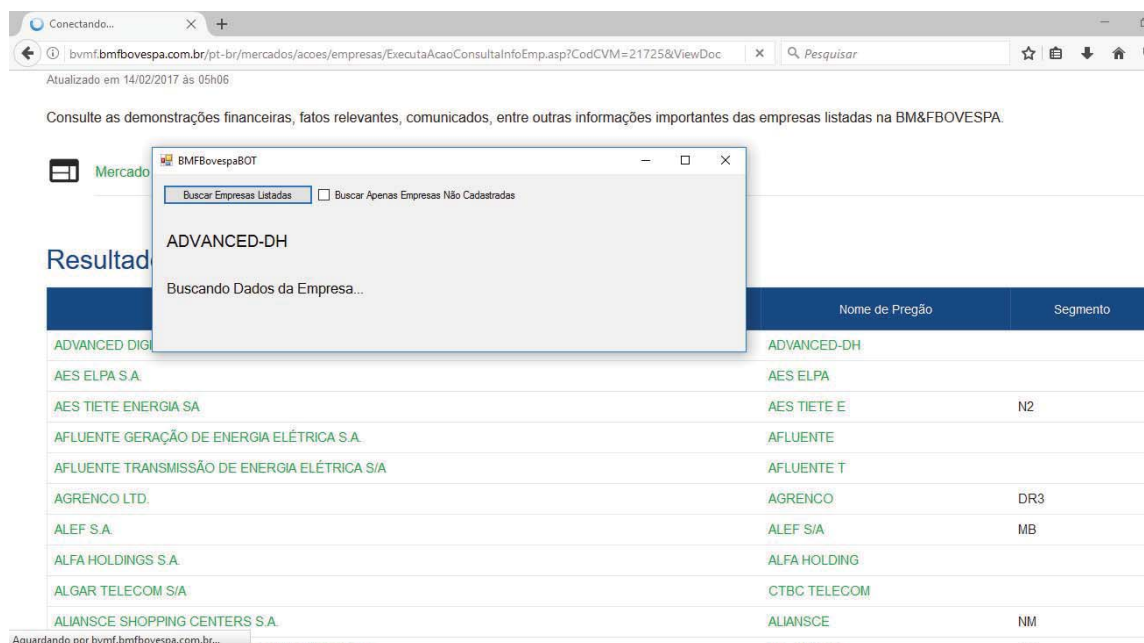 Conectando...
bvmf.bmfbovespa.com.br/pt-br/mercados/acoes/empresas/ExecutaAcaoConsultaInfoEmp.asp?CodCVM=21725&ViewDoc
Pesquisar
Atualizado em 14/02/2017 às 05h06
Consulte as demonstrações financeiras, fatos relevantes, comunicados, entre outras informações importantes das empresas listadas na BM&FBOVESPA.
Mercado
BMFBovespaBOT
Buscar Empresas Listadas Buscar Apenas Empresas Não Cadastradas
ADVANCED-DH
Buscando Dados da Empresa...
Resultad
Nome de Pregão Segmento
ADVANCED DIGI ADVANCED-DH
AES ELPA S.A. AES ELPA
AES TIETE ENERGIA SA AES TIETE E N2
AFLUENTE GERAÇÃO DE ENERGIA ELÉTRICA S.A. AFLUENTE
AFLUENTE TRANSMISSÃO DE ENERGIA ELÉTRICA S/A AFLUENTE T
AGRENCO LTD. AGRENCO DR3
ALEF S.A. ALEF S/A MB
ALFA HOLDINGS S.A. ALFA HOLDING
ALGAR TELECOM S/A CTBC TELECOM
ALIANSCE SHOPPING CENTERS S.A. ALIANSCE NM
Aguardando por bvmf.bmfbovespa.com.br...